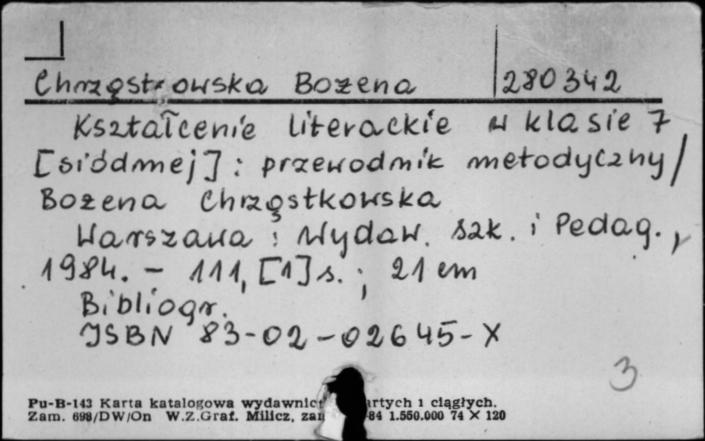 Chrząstkowska Bożena 280342
Kształcenie literackie w klasie 7
[siódmej] : przewodnik metodyczny /
Bożena Chrząstkowska
Warszawa : Wydaw. Szk. i Pedag.,
1984. - 111, [1] s. ; 21 cm
Bibliogr.
ISBN 83-02-02645-X
3
Pu-B-143 Karta katalogowa wydawnic artych i ciągłych.
Zam. 698/DW/On W.Z.Graf. Milicz, zam 84 1.550.000 74 × 120